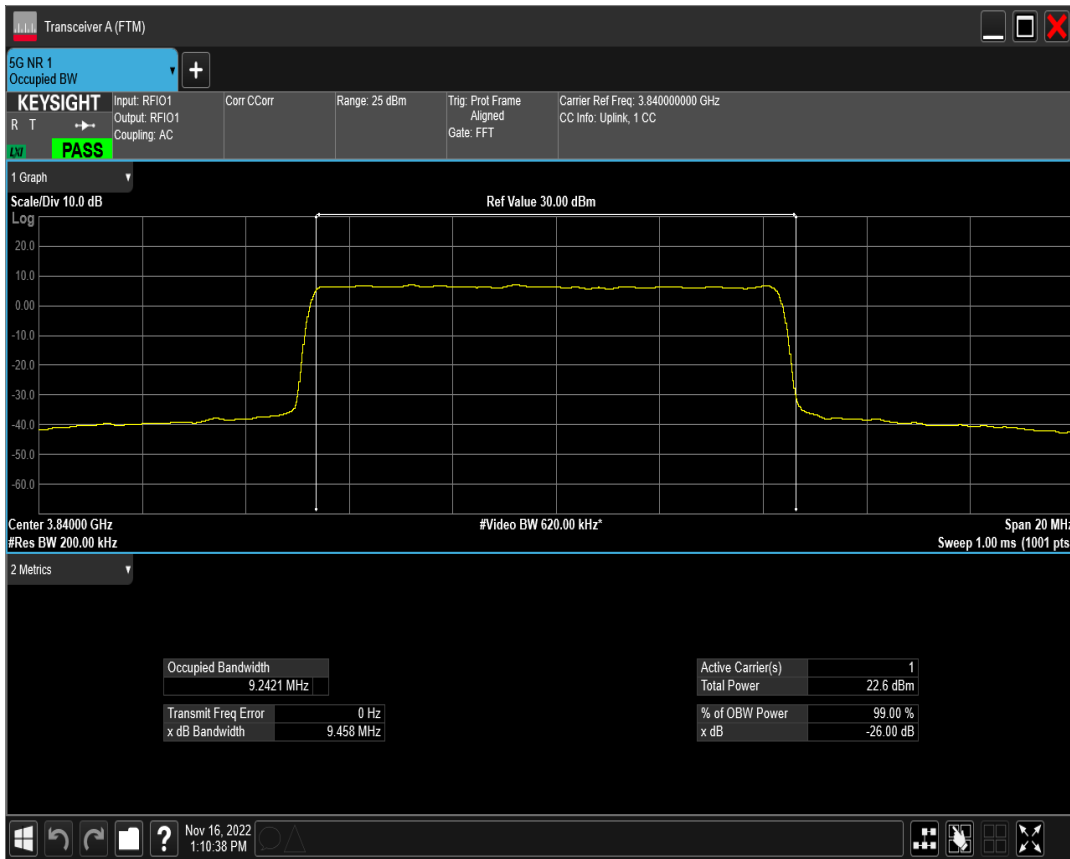 Transceiver A (FTM)
5G NR 1
Occupied BW
+
KEYSIGHT
R T
LXI
PASS
Input: RFIO1
Output: RFIO1
Coupling: AC
Corr CCorr
Range: 25 dBm
Trig: Prot Frame
Aligned
Gate: FFT
Carrier Ref Freq: 3.840000000 GHz
CC Info: Uplink, 1 CC
1 Graph
Scale/Div 10.0 dB
Ref Value 30.00 dBm
Log
20.0
10.0
0.00
-10.0
-20.0
-30.0
-40.0
-50.0
-60.0
Center 3.84000 GHz
#Video BW 620.00 kHz*
Span 20 MHz
#Res BW 200.00 kHz
Sweep 1.00 ms (1001 pts
2 Metrics
Occupied Bandwidth
9.2421 MHz
Transmit Freq Error 0 Hz
x dB Bandwidth 9.458 MHz
Active Carrier(s) 1
Total Power 22.6 dBm
% of OBW Power 99.00 %
x dB -26.00 dB
?
Nov 16, 2022
1:10:38 PM